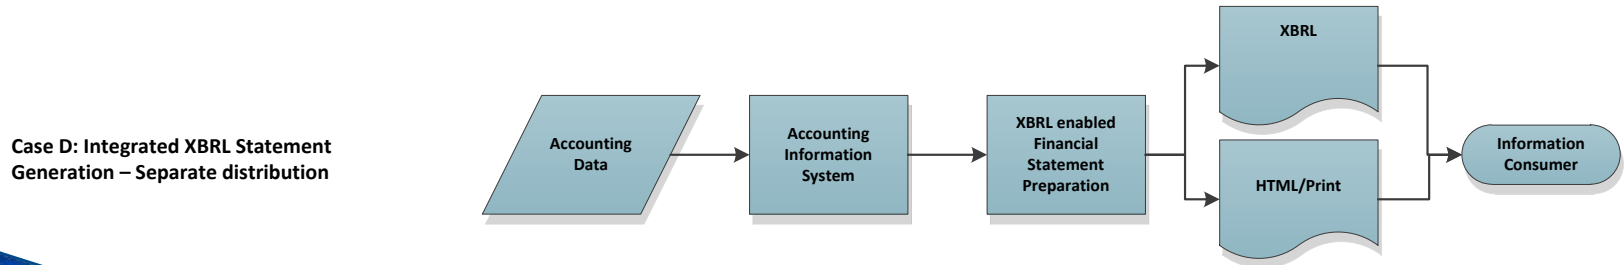 Case D: Integrated XBRL Statement
Generation – Separate distribution
Accounting
Data
Accounting
Information
System
XBRL enabled
Financial
Statement
Preparation
XBRL
HTML/Print
Information
Consumer